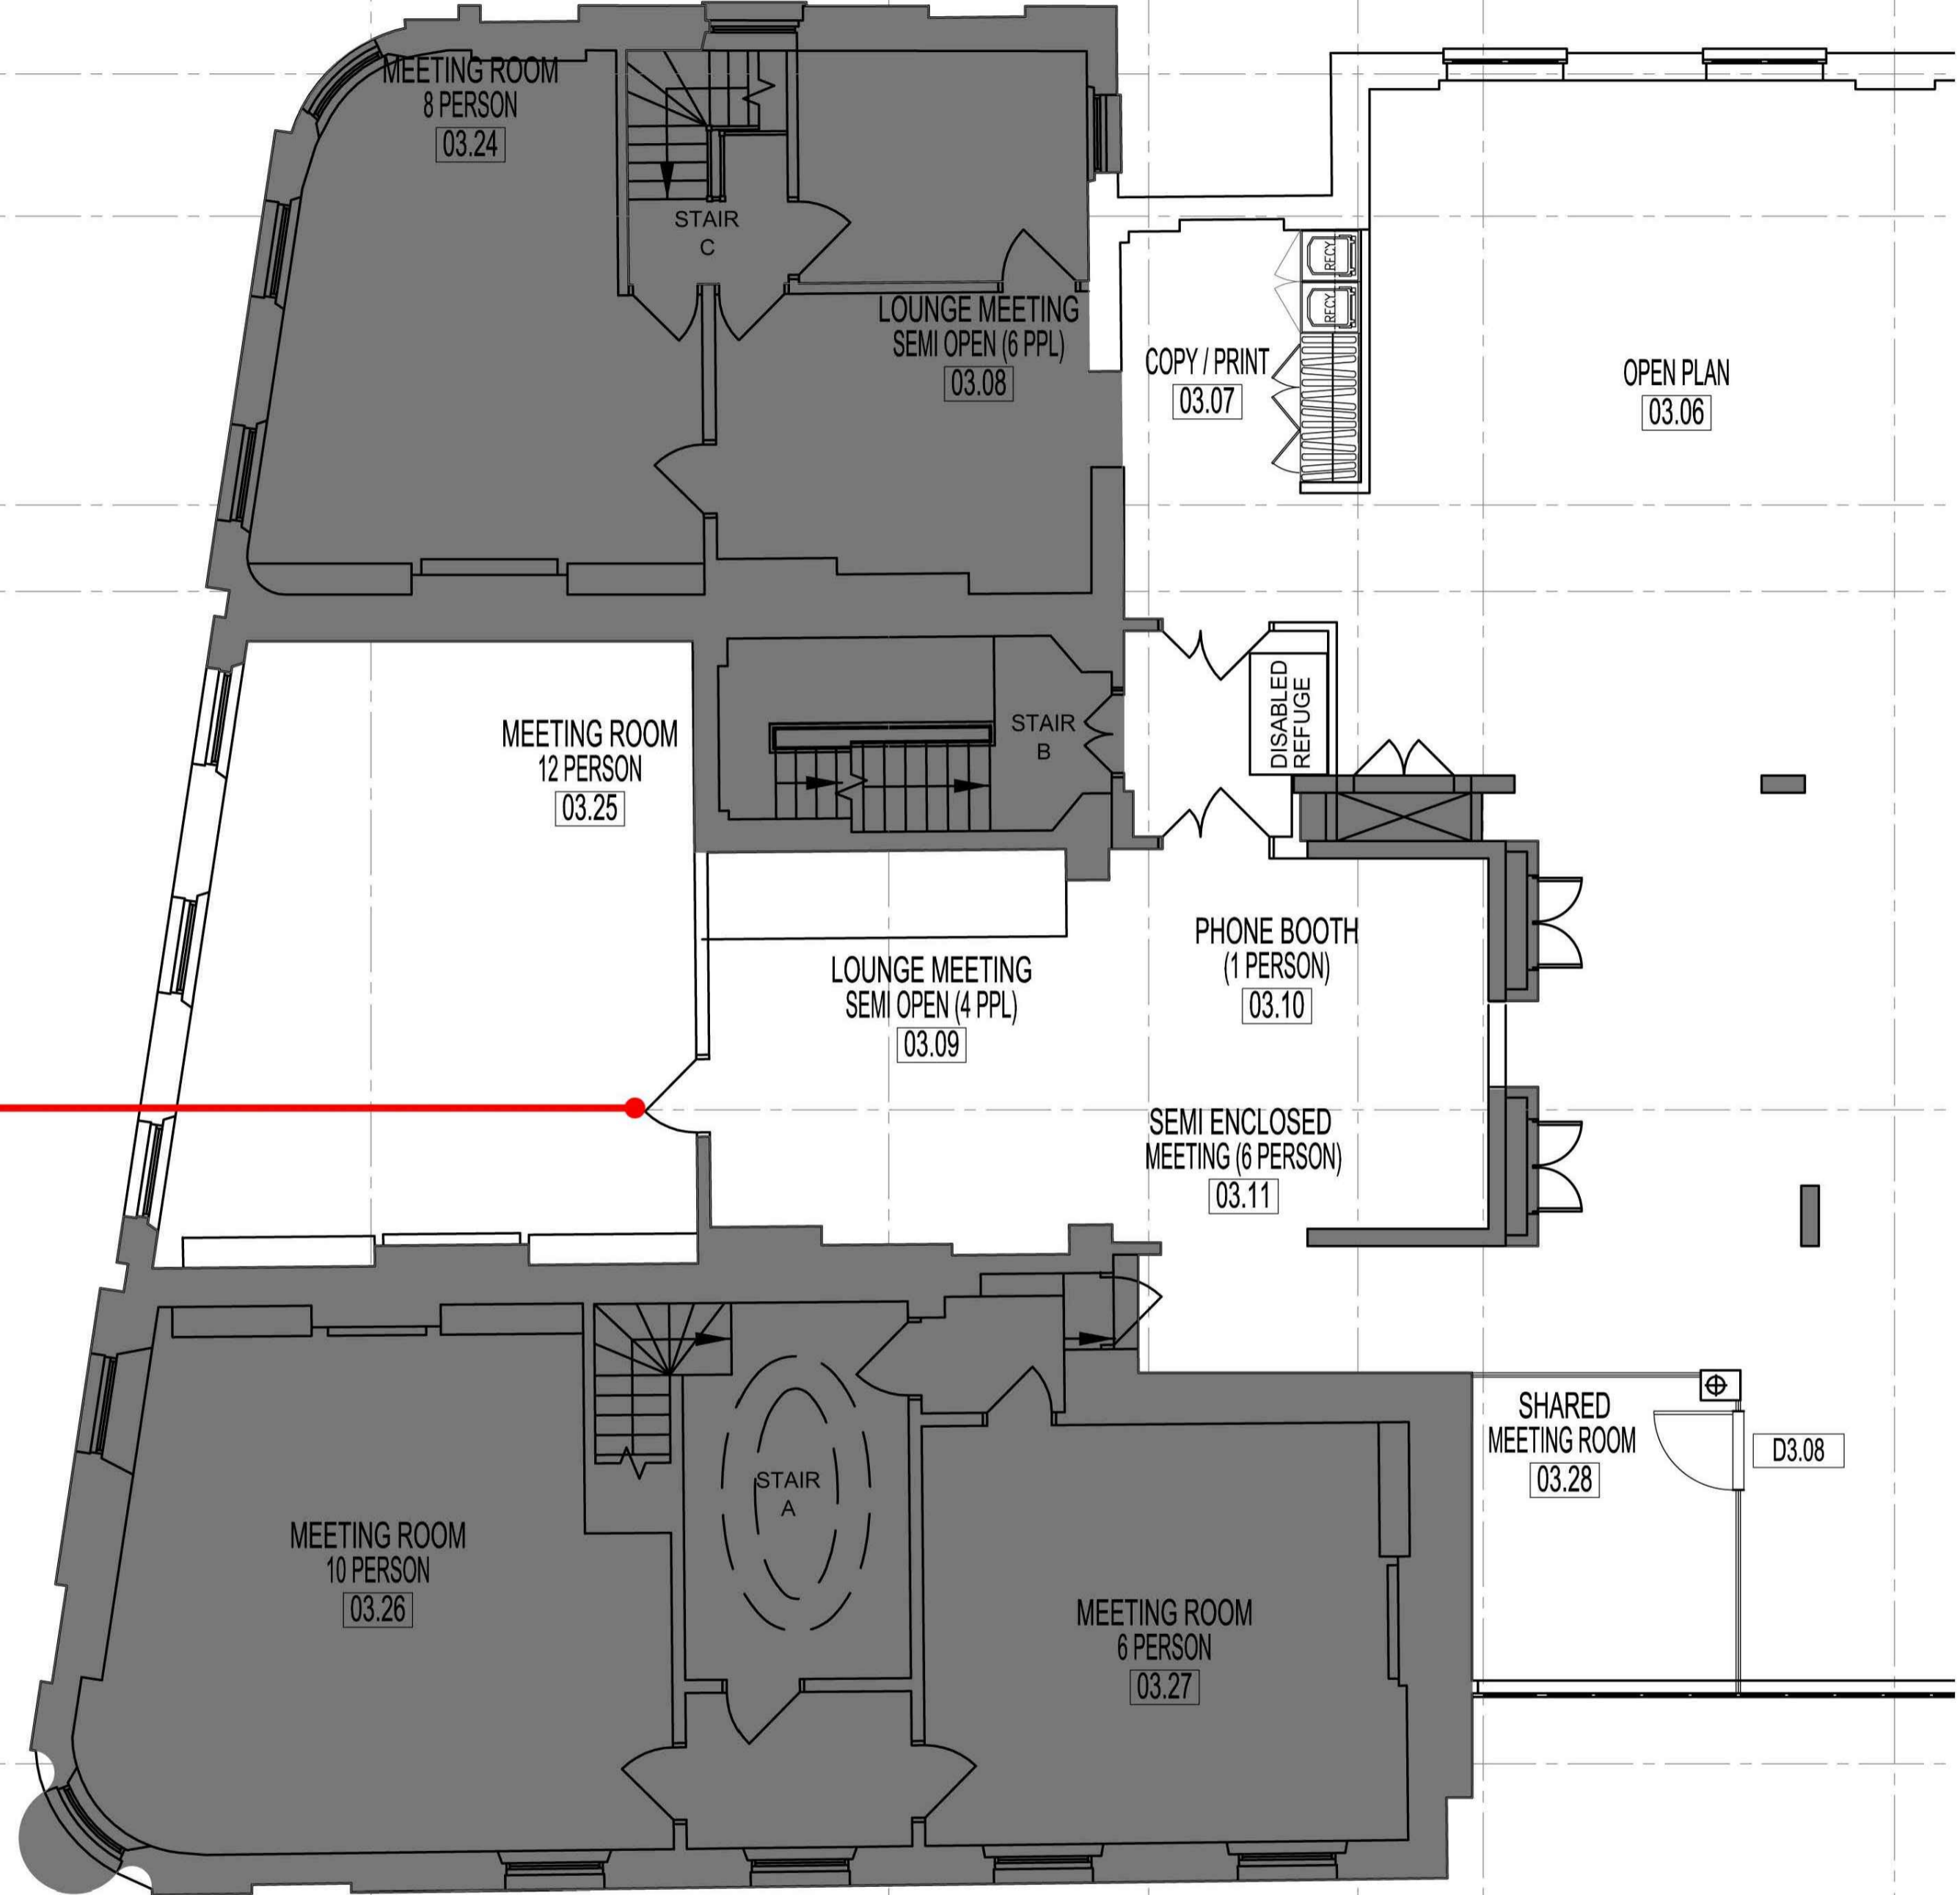 MEETING ROOM
8 PERSON
03.24
STAIR
C
LOUNGE MEETING
SEMI OPEN (6 PPL)
03.08
RECY
RECY
COPY / PRINT
03.07
OPEN PLAN
03.06
MEETING ROOM
12 PERSON
03.25
STAIR
B
DISABLED
REFUGE
LOUNGE MEETING
SEMI OPEN (4 PPL)
03.09
PHONE BOOTH
(1 PERSON)
03.10
SEMI ENCLOSED
MEETING (6 PERSON)
03.11
MEETING ROOM
10 PERSON
03.26
STAIR
A
MEETING ROOM
6 PERSON
03.27
SHARED
MEETING ROOM
03.28
D3.08